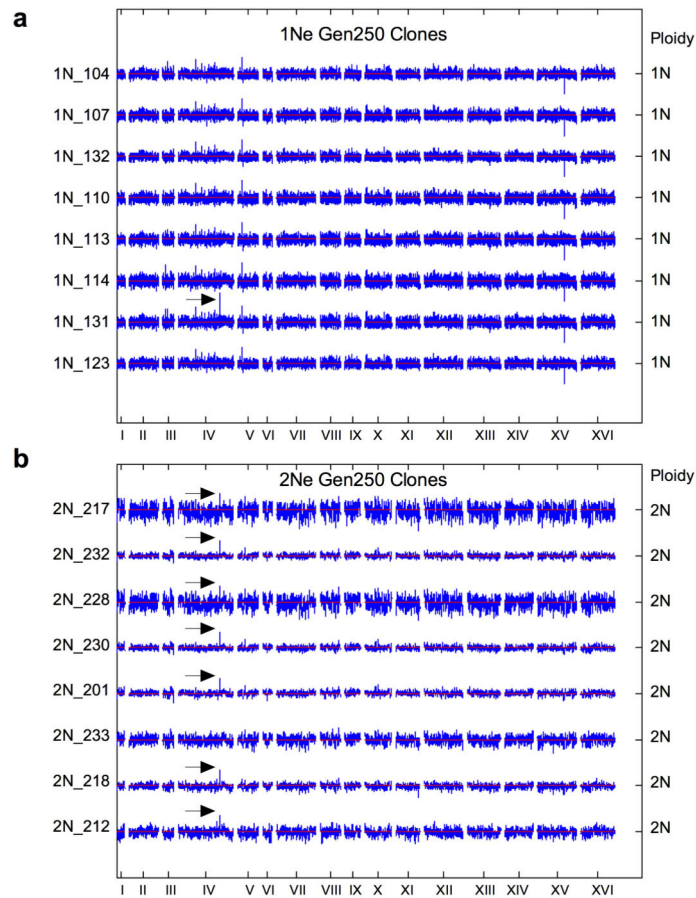 a
1Ne Gen250 Clones
Ploidy
1N_104 1N
1N_107 1N
1N_132 1N
1N_110 1N
1N_113 1N
1N_114 1N
1N_131 1N
1N_123 1N
I II III IV V VI VII VIII IX X XI XII XIII XIV XV XVI
b
2Ne Gen250 Clones
Ploidy
2N_217 2N
2N_232 2N
2N_228 2N
2N_230 2N
2N_201 2N
2N_233 2N
2N_218 2N
2N_212 2N
I II III IV V VI VII VIII IX X XI XII XIII XIV XV XVI